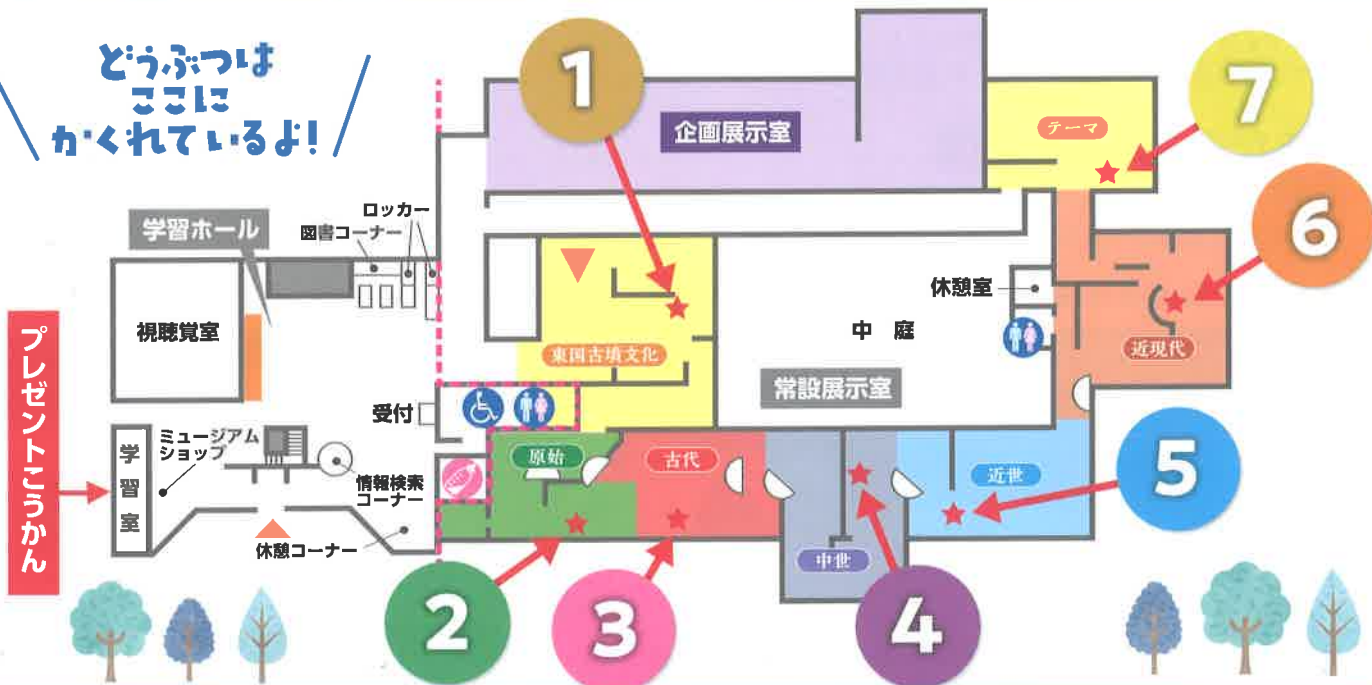 どうぶつは
ここに
かくれているよ!
1
7
企画展示室
テーマ
6
学習ホール
ロッカー
図書コーナー
休憩室
視聴覚室
中庭
東国古墳文化
近現代
常設展示室
プレゼントこうかん
受付
学習室
ミュージアム
ショップ
原始
古代
近世
5
情報検索
コーナー
休憩コーナー
中世
2
3
4